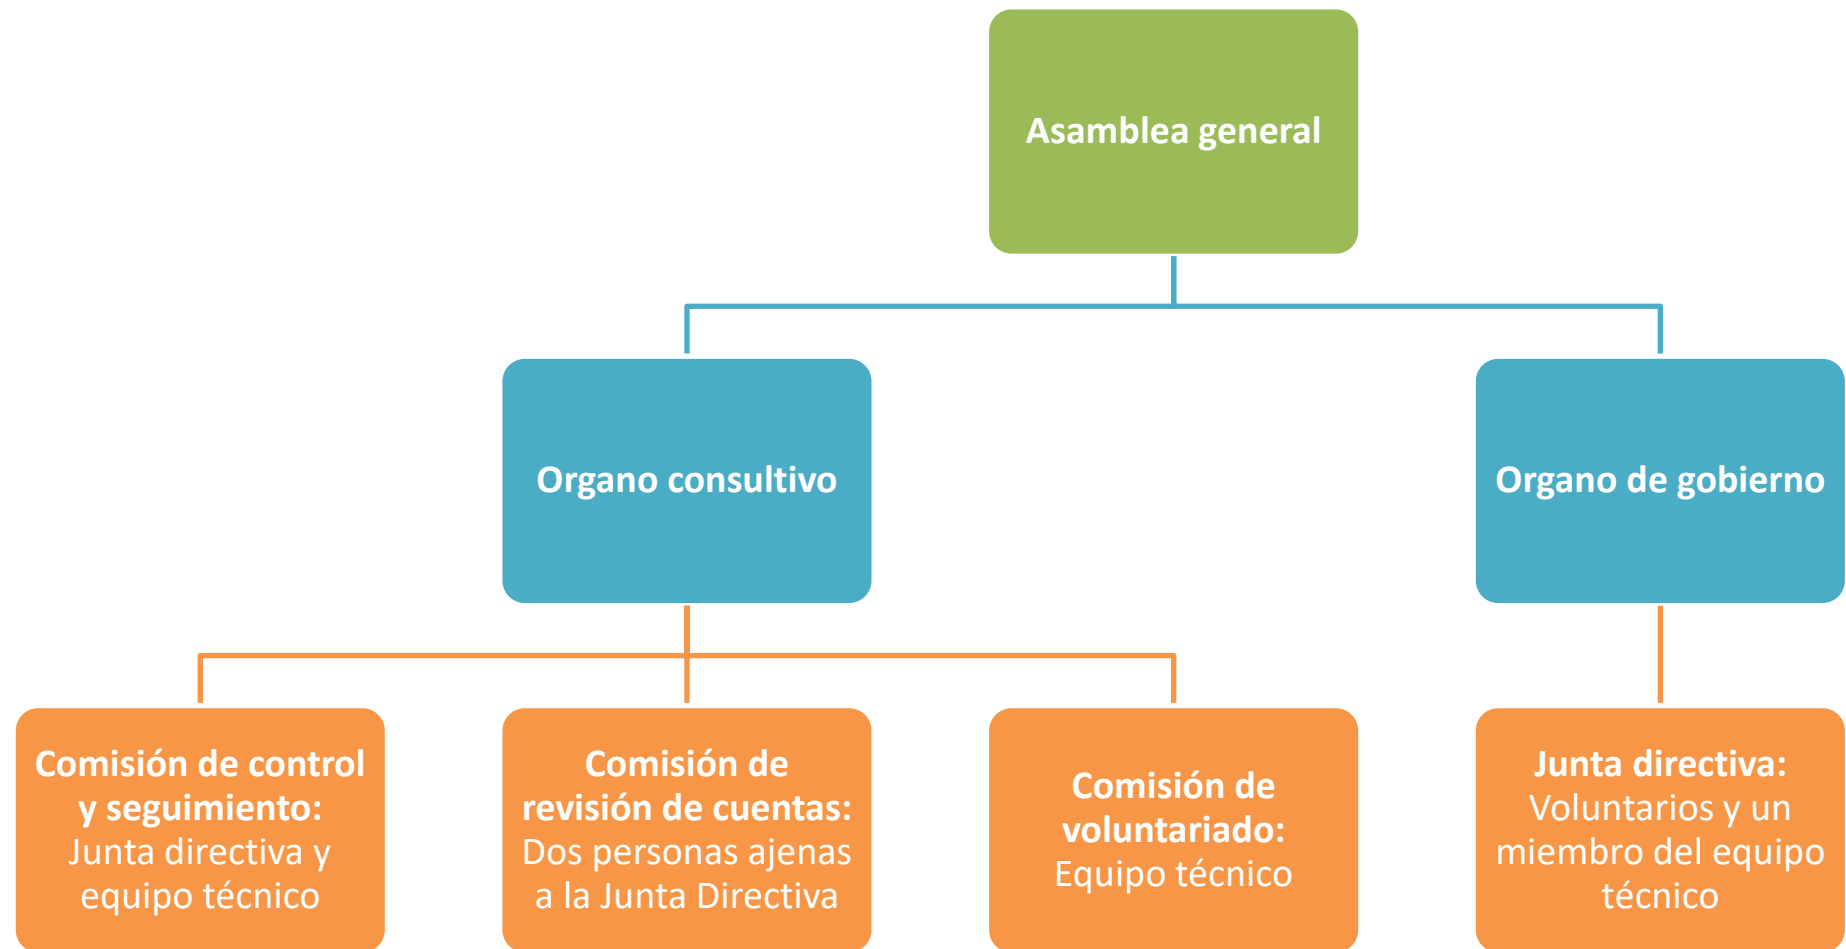 Asamblea general
Organo consultivo
Organo de gobierno
Comisión de control
y seguimiento:
Junta directiva y
equipo técnico
Comisión de
revisión de cuentas:
Dos personas ajenas
a la Junta Directiva
Comisión de
voluntariado:
Equipo técnico
Junta directiva:
Voluntarios y un
miembro del equipo
técnico